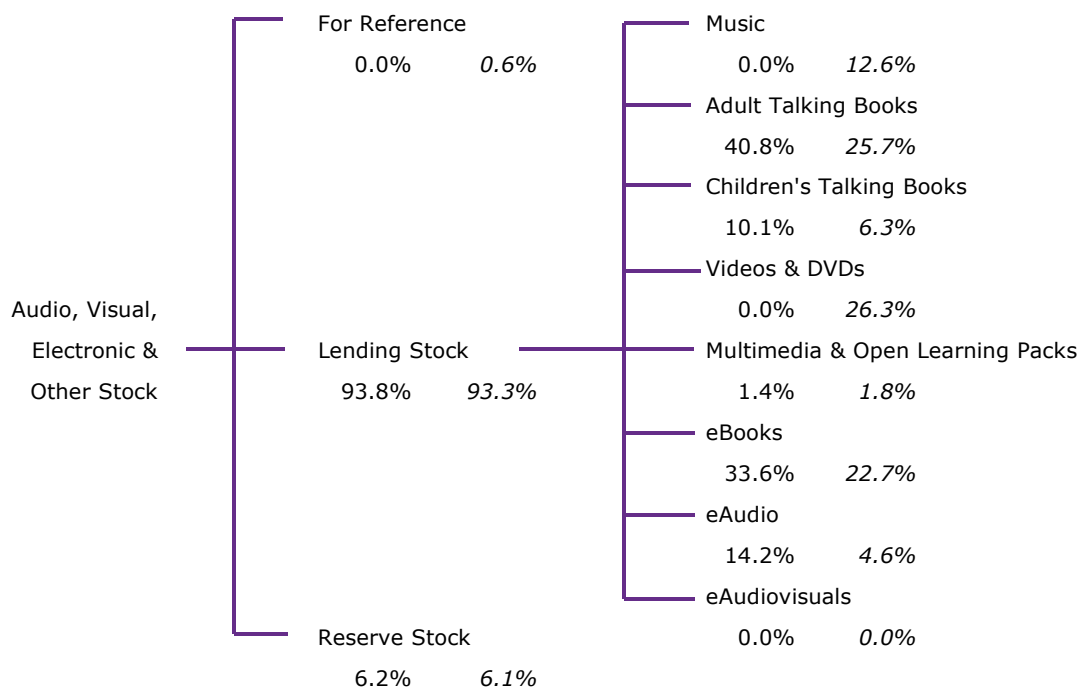 For Reference
0.0% 0.6%
Music
0.0% 12.6%
Adult Talking Books
40.8% 25.7%
Children's Talking Books
10.1% 6.3%
Videos & DVDs
0.0% 26.3%
Audio, Visual,
Electronic &
Other Stock
Lending Stock
93.8% 93.3%
Multimedia & Open Learning Packs
1.4% 1.8%
eBooks
33.6% 22.7%
eAudio
14.2% 4.6%
eAudiovisuals
0.0% 0.0%
Reserve Stock
6.2% 6.1%